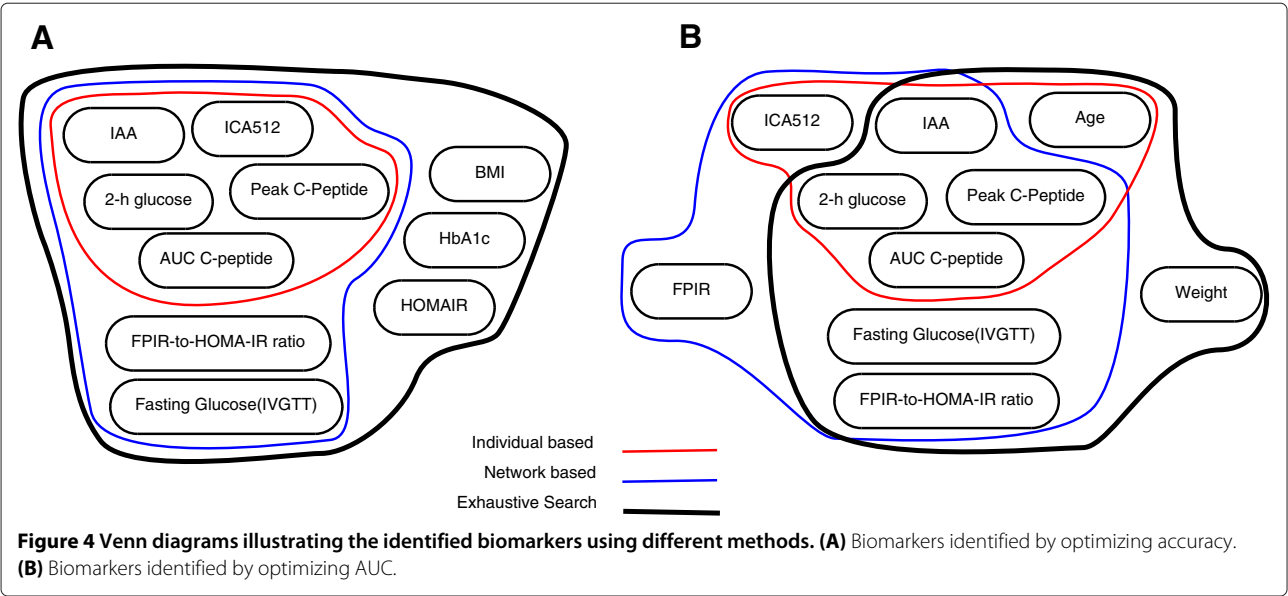 A
IAA
ICA512
2-h glucose
Peak C-Peptide
AUC C-peptide
BMI
HbA1c
HOMAIR
FPIR-to-HOMA-IR ratio
Fasting Glucose(IVGTT)
B
ICA512
IAA
Age
2-h glucose
Peak C-Peptide
AUC C-peptide
FPIR
Weight
Fasting Glucose(IVGTT)
FPIR-to-HOMA-IR ratio
Individual based
Network based
Exhaustive Search
Figure 4 Venn diagrams illustrating the identified biomarkers using different methods. (A) Biomarkers identified by optimizing accuracy.
(B) Biomarkers identified by optimizing AUC.